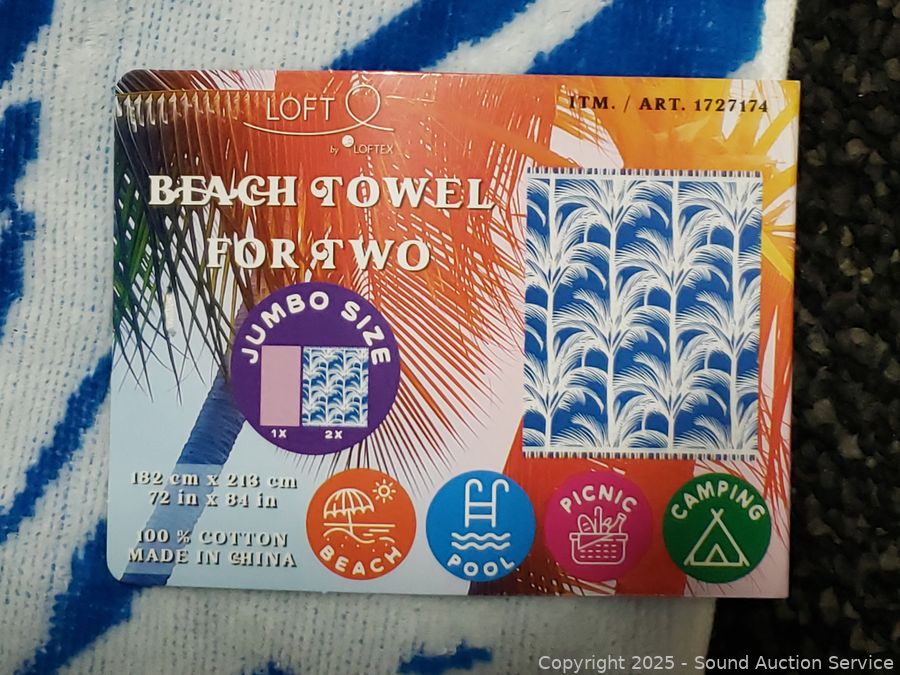 LOFT
by LOFTEX
ITM. / ART. 1727174
BEACH TOWEL
FOR TWO
JUMBO SIZE
1X 2X
182 cm x 213 cm
72 in x 84 in
100 % COTTON
MADE IN CHINA
BEACH
POOL
PICNIC
CAMPING
Copyright 2025 - Sound Auction Service